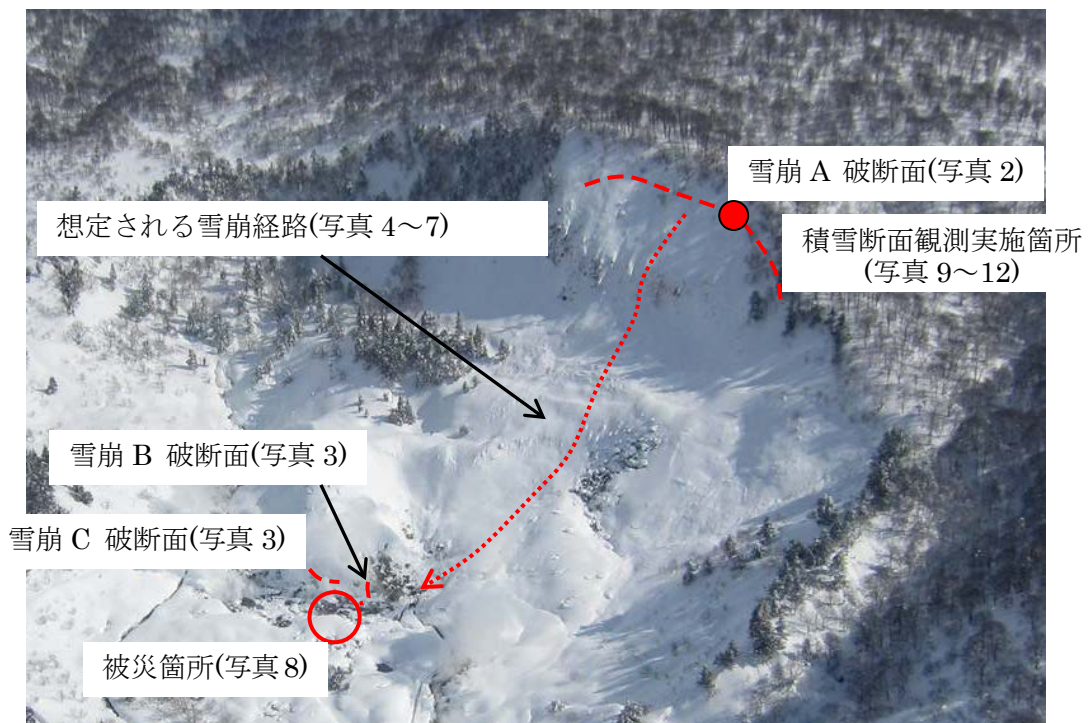 雪崩 A 破断面(写真 2)
想定される雪崩経路(写真 4～7)
積雪断面観測実施箇所
(写真 9～12)
雪崩 B 破断面(写真 3)
雪崩 C 破断面(写真 3)
被災箇所(写真 8)